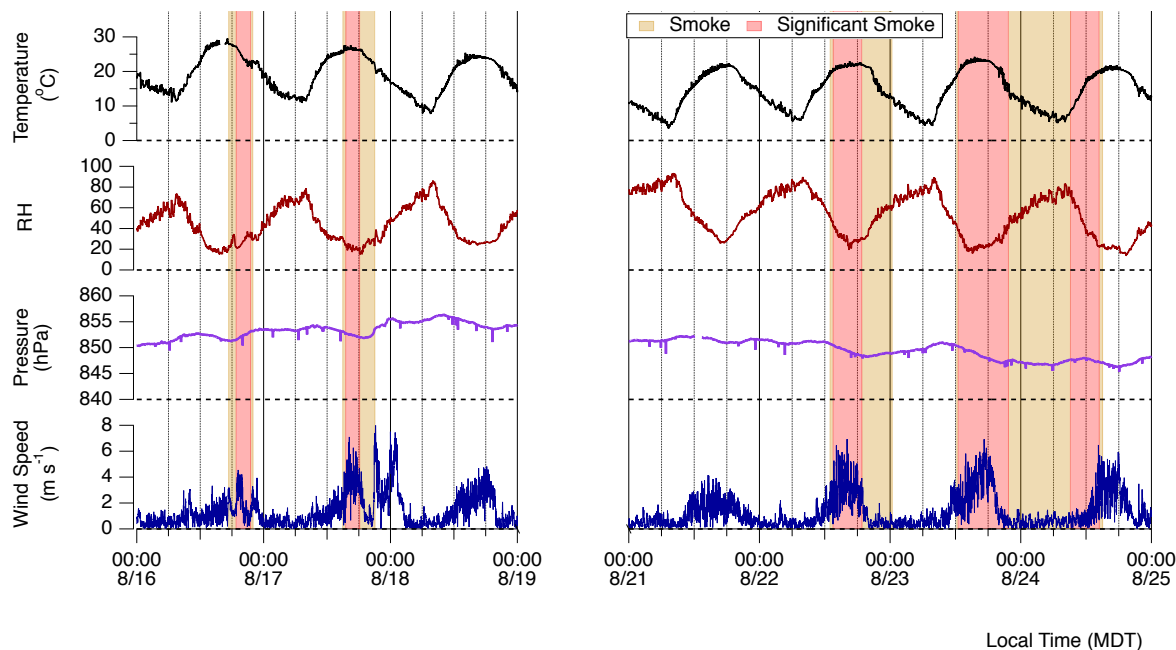 Smoke Significant Smoke
Temperature
(°C)
30
20
10
0
RH
100
80
60
40
20
0
Pressure
(hPa)
860
855
850
845
840
Wind Speed
(m s-1)
8
6
4
2
0
00:00 00:00 00:00 00:00 00:00 00:00 00:00 00:00 00:00
8/16 8/17 8/18 8/19 8/21 8/22 8/23 8/24 8/25
Local Time (MDT)